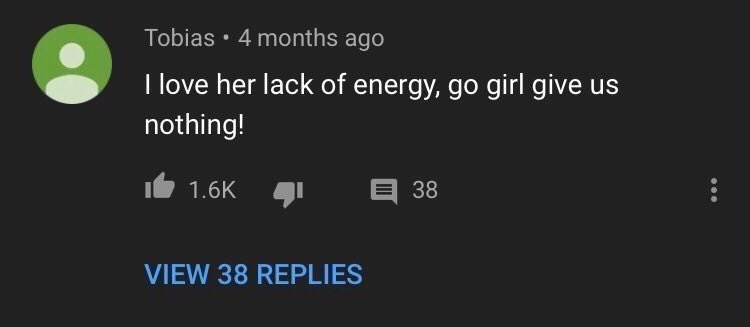 Tobias • 4 months ago
I love her lack of energy, go girl give us
nothing!
1.6K 38
VIEW 38 REPLIES